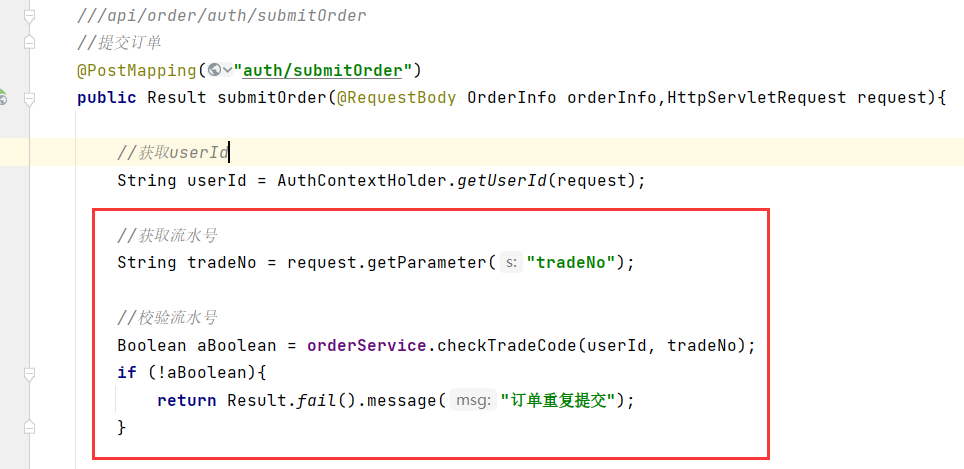 ///api/order/auth/submitOrder
//提交订单
@PostMapping("auth/submitOrder")
public Result submitOrder(@RequestBody OrderInfo orderInfo,HttpServletRequest request){
//获取userId
String userId = AuthContextHolder.getUserId(request);
//获取流水号
String tradeNo = request.getParameter( s: "tradeNo");
//校验流水号
Boolean aBoolean = orderService.checkTradeCode(userId, tradeNo);
if (!aBoolean){
return Result.fail().message( msg: "订单重复提交");
}